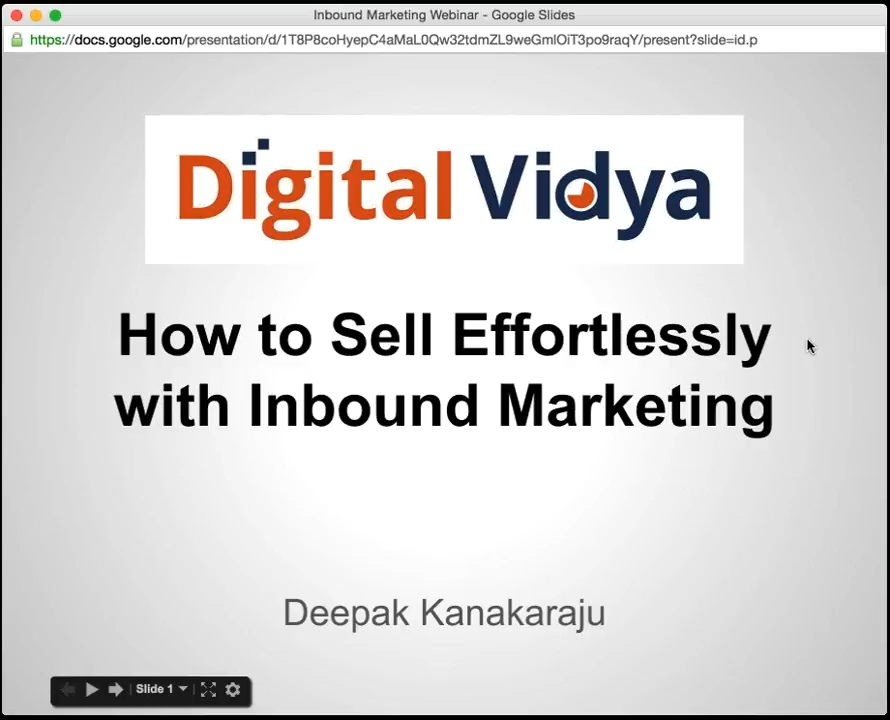 Inbound Marketing Webinar - Google Slides
https://docs.google.com/presentation/d/1T8P8coHyepC4aMaL0Qw32tdmZL9weGmlOiT3po9raqY/present?slide=id.p
Digital Vidya
How to Sell Effortlessly
with Inbound Marketing
Deepak Kanakaraju
Slide 1